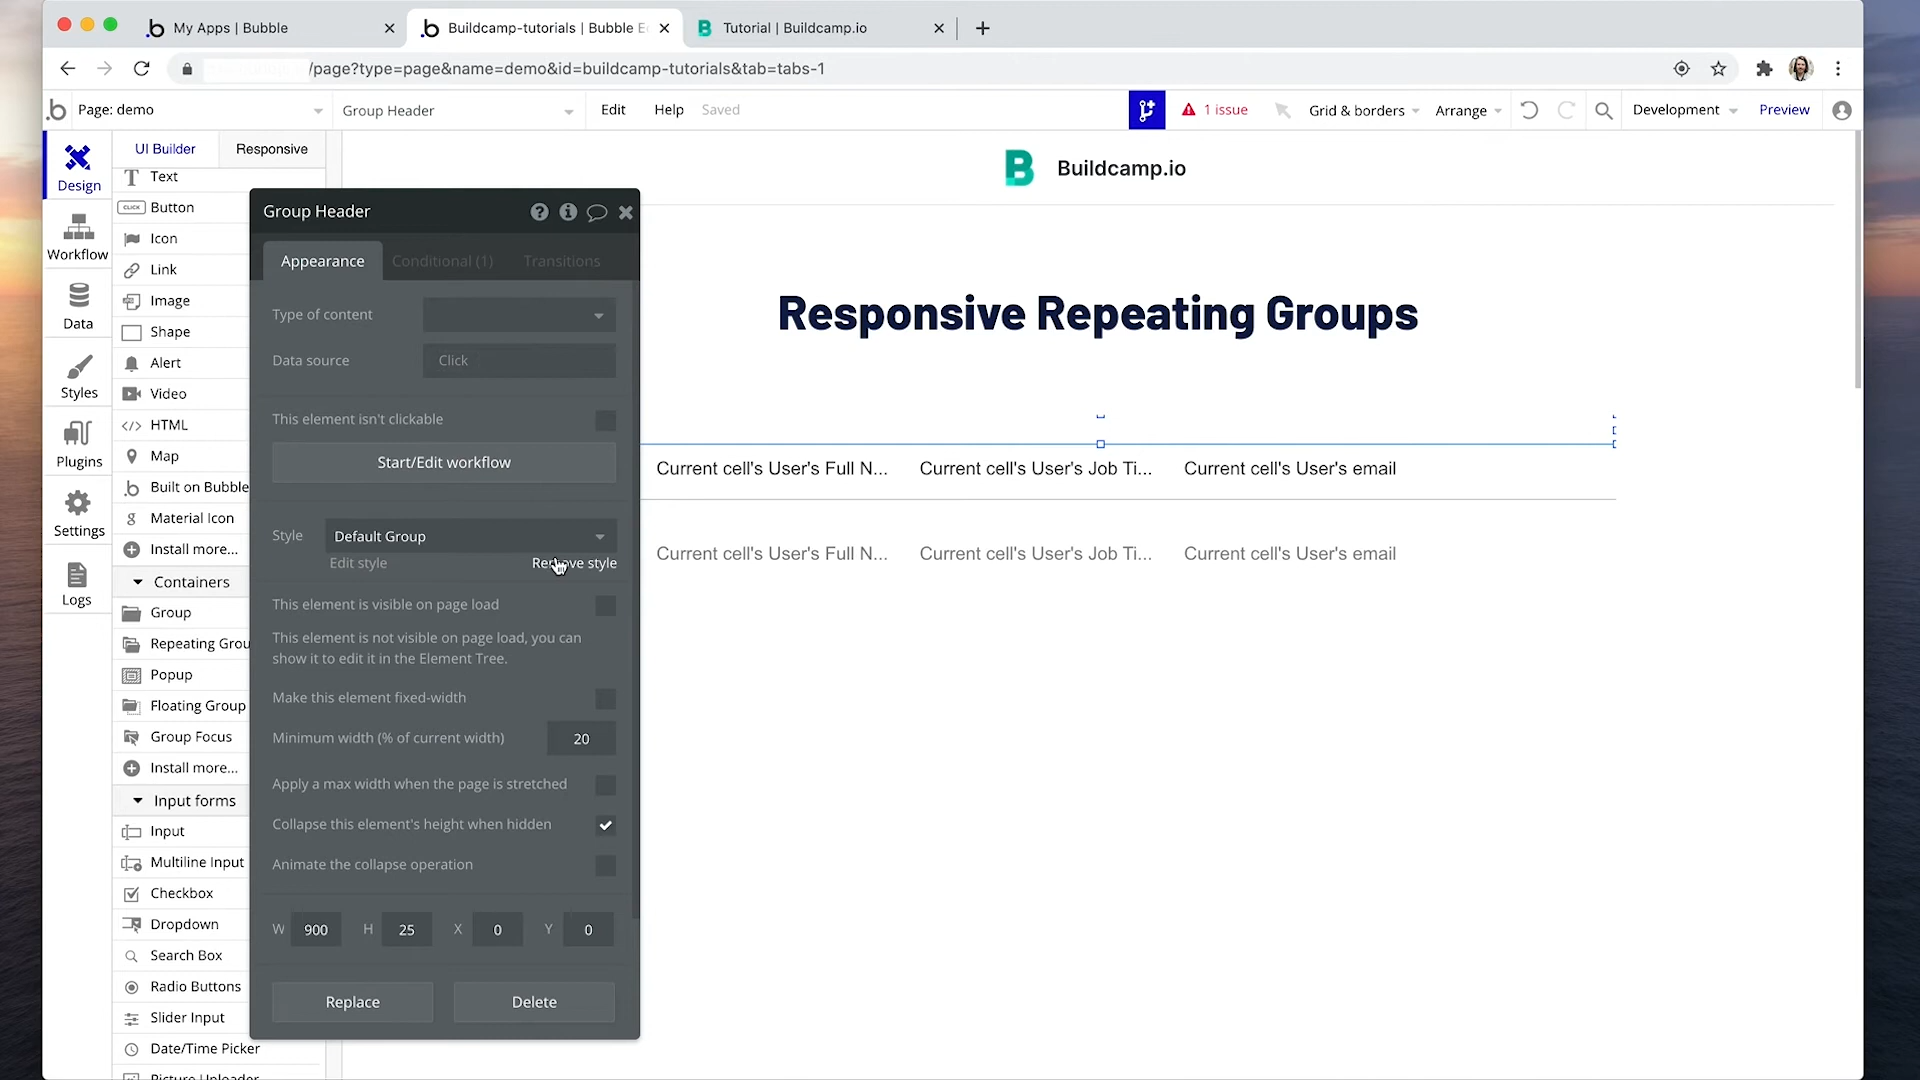 My Apps | Bubble
Buildcamp-tutorials | Bubble E
Tutorial | Buildcamp.io
/page?type=page&name=demo&id=buildcamp-tutorials&tab=tabs-1
Page: demo
Group Header
Edit
Help
Saved
1 issue
Grid & borders
Arrange
Development
Preview
Design
Workflow
Data
Styles
Plugins
Settings
Logs
UI Builder
Responsive
Text
CLICK
Button
Icon
Link
Image
Shape
Alert
Video
</> HTML
Map
Built on Bubble
Material Icon
Install more...
Containers
Group
Repeating Grou
Popup
Floating Group
Group Focus
Install more...
Input forms
Input
Multiline Input
Checkbox
Dropdown
Search Box
Radio Buttons
Slider Input
Date/Time Picker
Picture Uploader
Group Header
Appearance
Conditional (1)
Transitions
Type of content
Data source
Click
This element isn't clickable
Start/Edit workflow
Style
Default Group
Edit style
Remove style
This element is visible on page load
This element is not visible on page load, you can
show it to edit it in the Element Tree.
Make this element fixed-width
Minimum width (% of current width)
20
Apply a max width when the page is stretched
Collapse this element's height when hidden
Animate the collapse operation
W 900 H 25 X 0 Y 0
Replace
Delete
Buildcamp.io
Responsive Repeating Groups
Current cell's User's Full N...
Current cell's User's Job Ti...
Current cell's User's email
Current cell's User's Full N...
Current cell's User's Job Ti...
Current cell's User's email